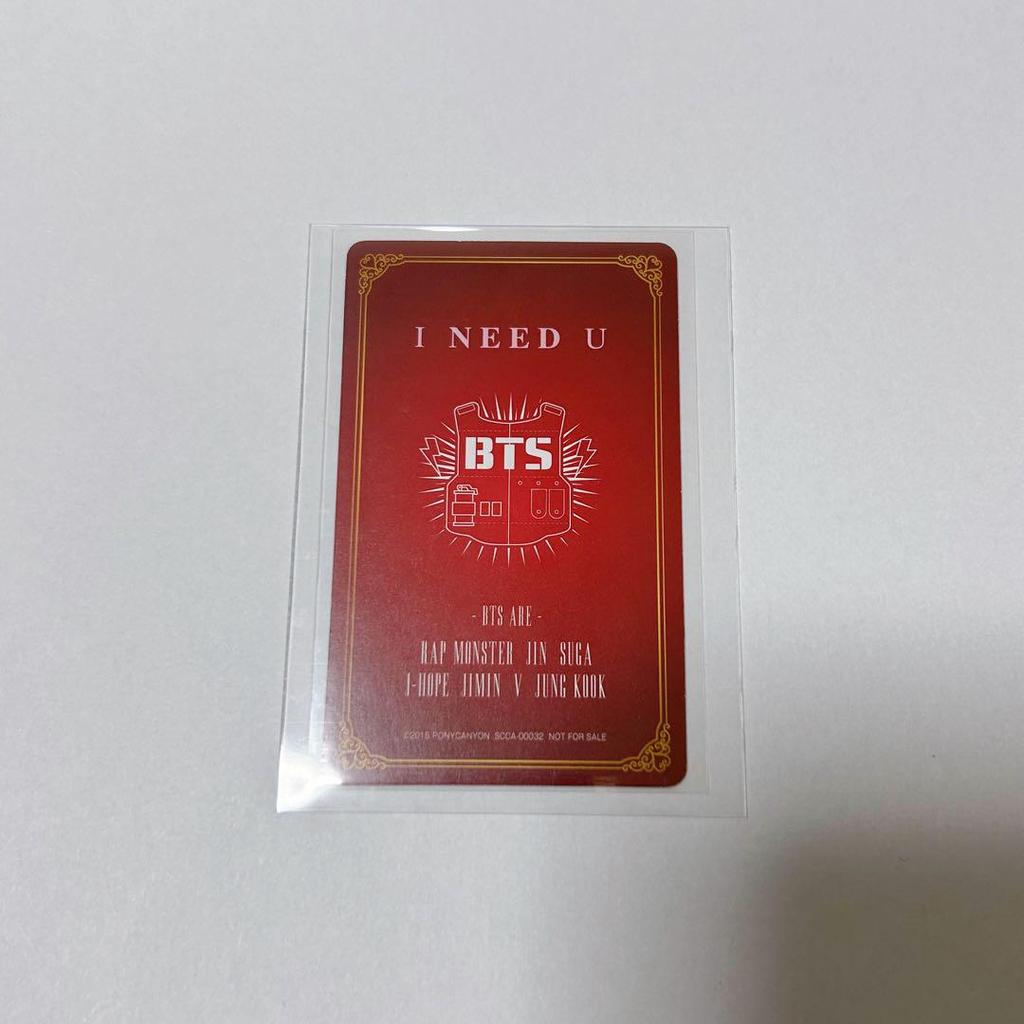 I NEED U
BTS
- BTS ARE -
RAP MONSTER JIN SUGA
J-HOPE JIMIN V JUNG KOOK
©2015 PONYCANYON SCCA-00032 NOT FOR SALE